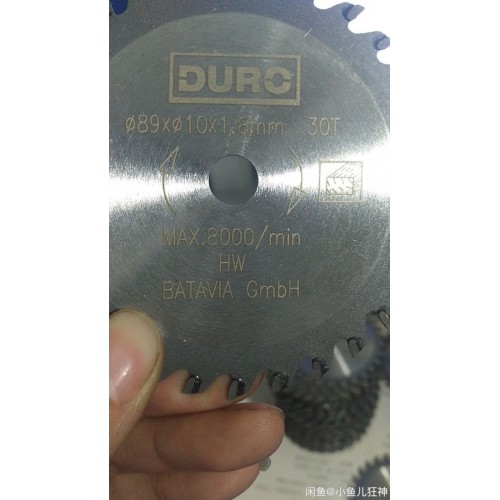 DURO
ø89xø10x1.8mm 30T
MAX.8000/min
HW
BATAVIA GmbH
闲鱼@小鱼儿狂神